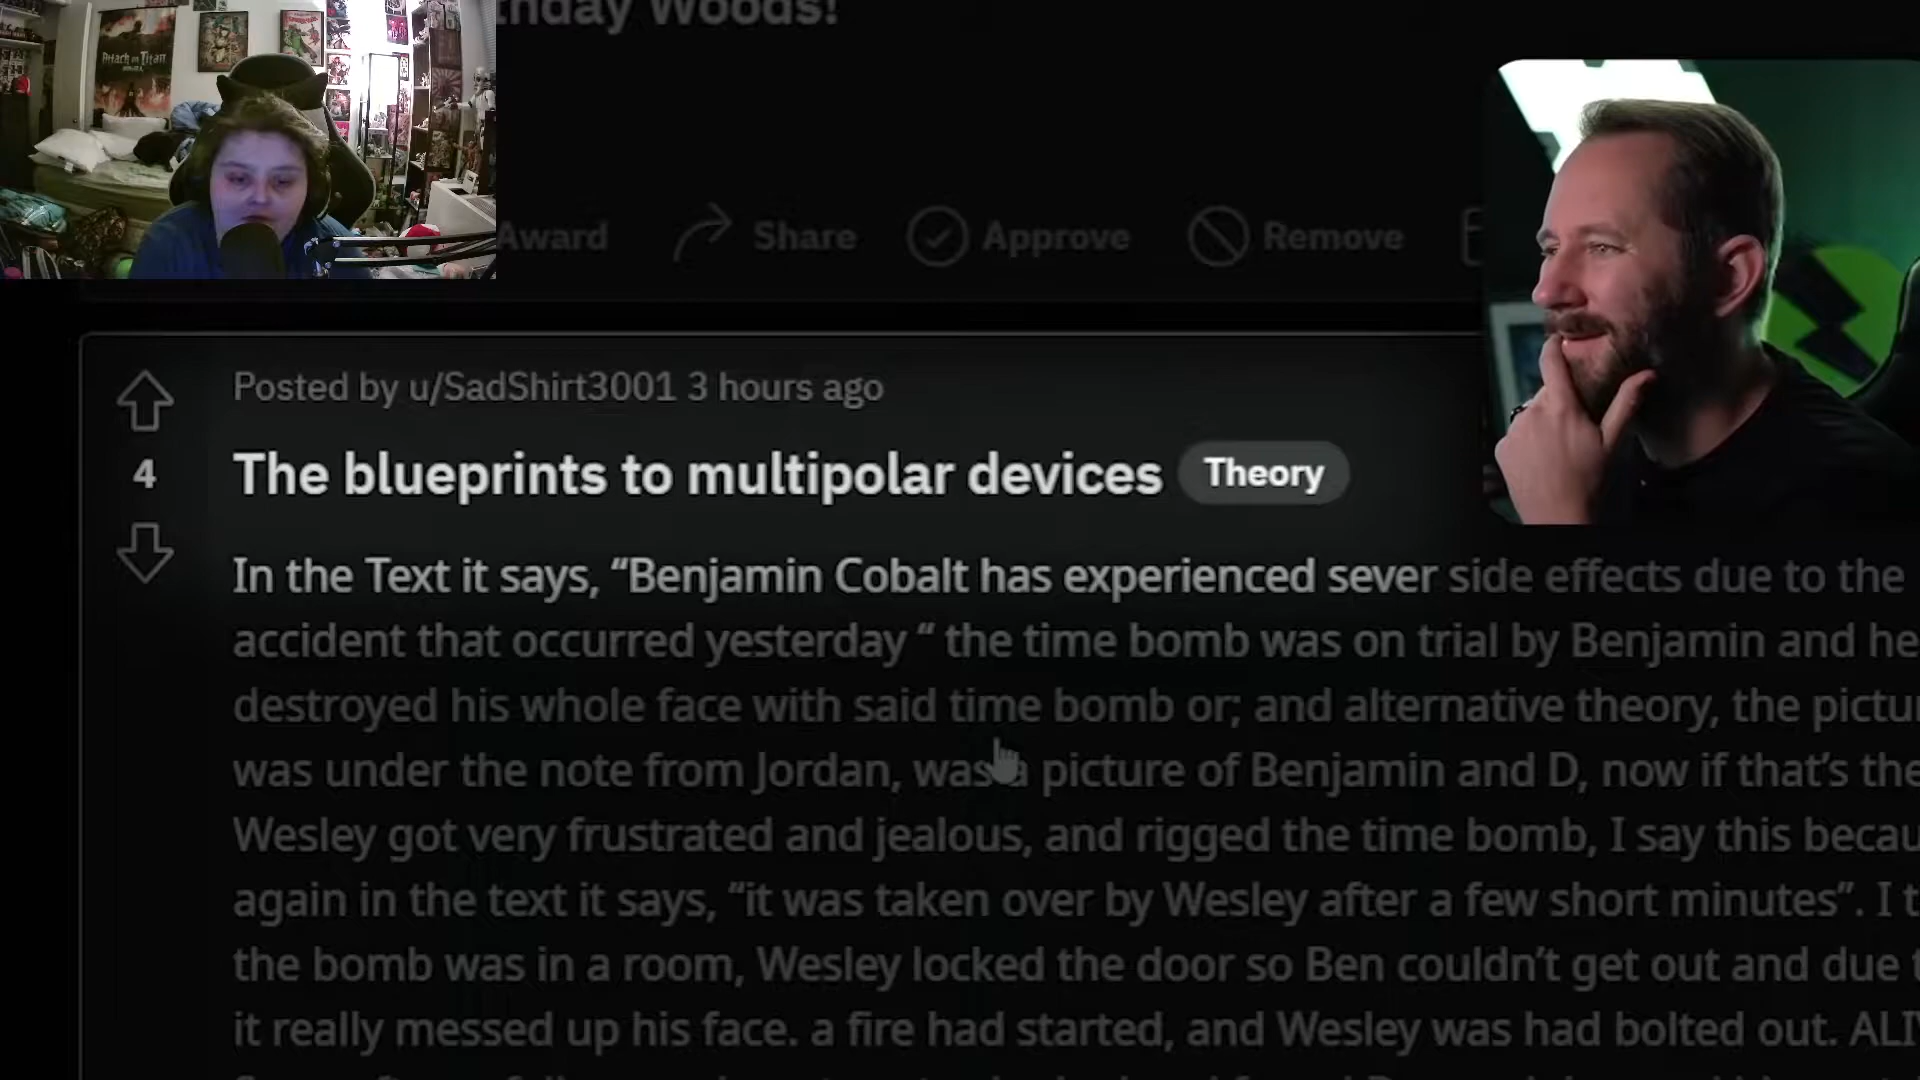 Attack on Titan
thday Woods!
Award Share Approve Remove
Posted by u/SadShirt3001 3 hours ago
4
The blueprints to multipolar devices Theory
In the Text it says, “Benjamin Cobalt has experienced sever side effects due to the
accident that occurred yesterday “ the time bomb was on trial by Benjamin and he
destroyed his whole face with said time bomb or; and alternative theory, the pictu
was under the note from Jordan, was a picture of Benjamin and D, now if that’s the
Wesley got very frustrated and jealous, and rigged the time bomb, I say this becau
again in the text it says, “it was taken over by Wesley after a few short minutes”. I t
the bomb was in a room, Wesley locked the door so Ben couldn’t get out and due t
it really messed up his face. a fire had started, and Wesley was had bolted out. ALIV